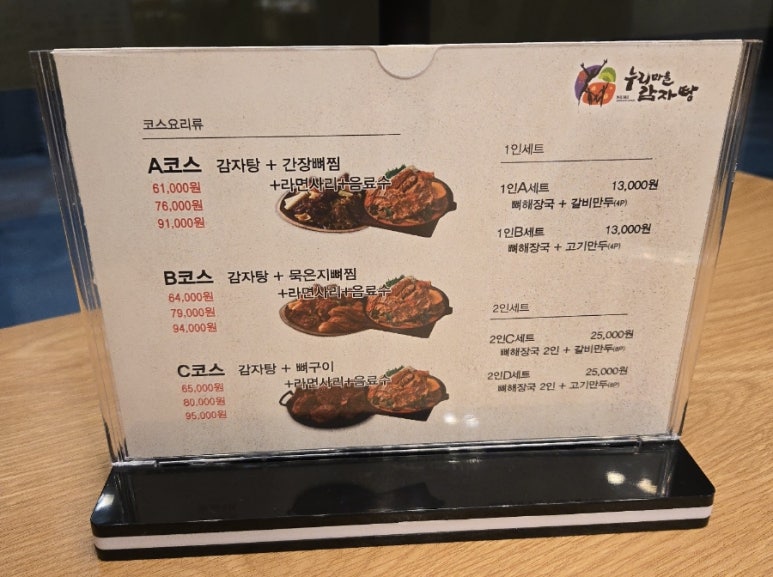 누리마을
감자탕
코스요리류
A코스 감자탕 + 간장뼈찜
+라면사리+음료수
61,000원
76,000원
91,000원
B코스 감자탕 + 묵은지뼈찜
+라면사리+음료수
64,000원
79,000원
94,000원
C코스 감자탕 + 뼈구이
+라면사리+음료수
65,000원
80,000원
95,000원
1인세트
1인A세트 13,000원
뼈해장국 + 갈비만두(4P)
1인B세트 13,000원
뼈해장국 + 고기만두(4P)
2인세트
2인C세트 25,000원
뼈해장국 2인 + 갈비만두(8P)
2인D세트 25,000원
뼈해장국 2인 + 고기만두(8P)